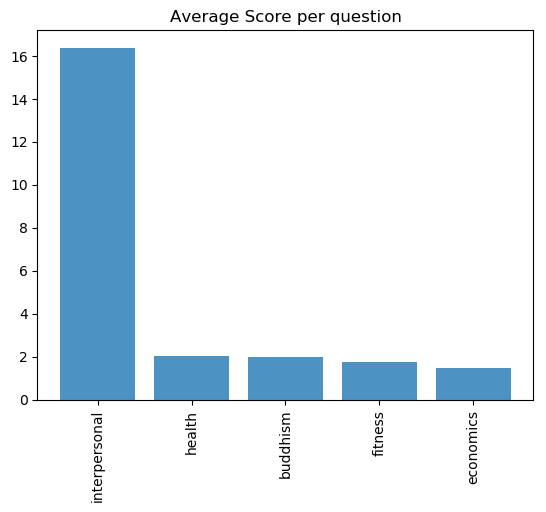 Average Score per question
16
14
12
10
8
6
4
2
0
interpersonal
health
buddhism
fitness
economics